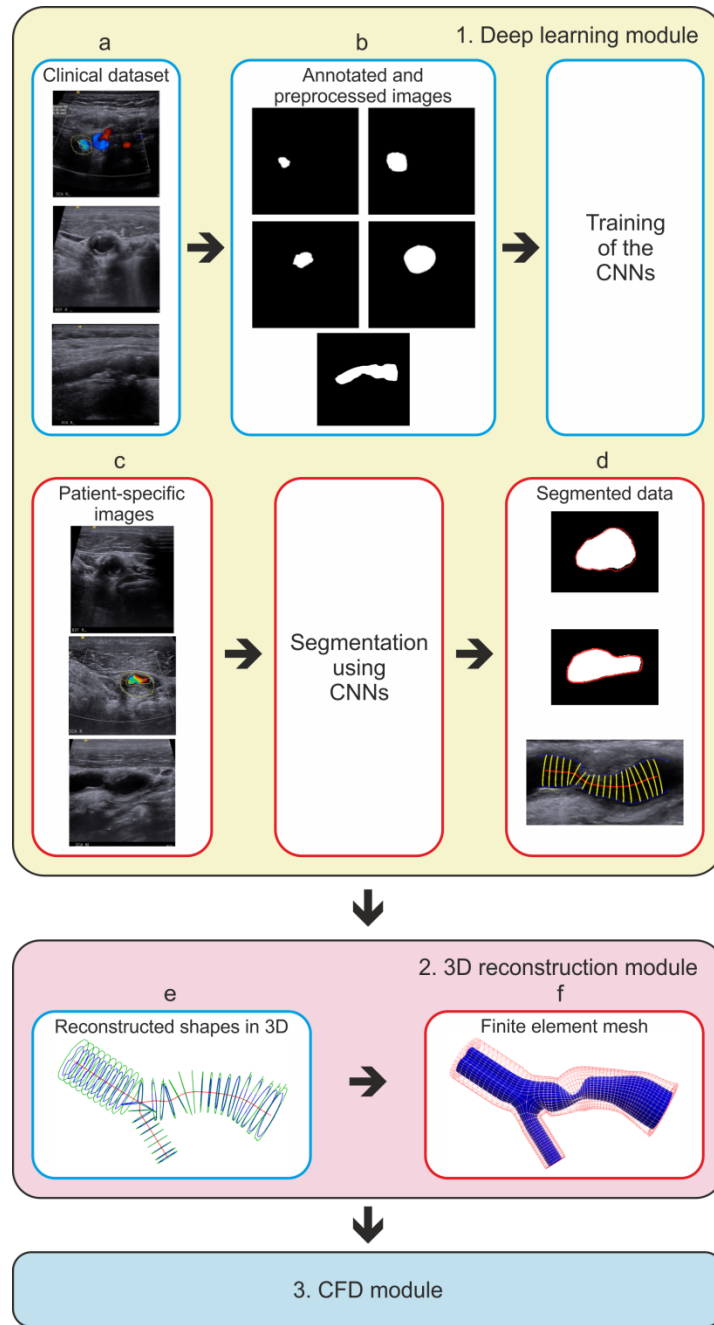 1. Deep learning module
a
b
Clinical dataset
Annotated and
preprocessed images
Training
of the
CNNs
c
d
Patient-specific
images
Segmentation
using
CNNs
Segmented data
2. 3D reconstruction module
e
f
Reconstructed shapes in 3D
Finite element mesh
3. CFD module